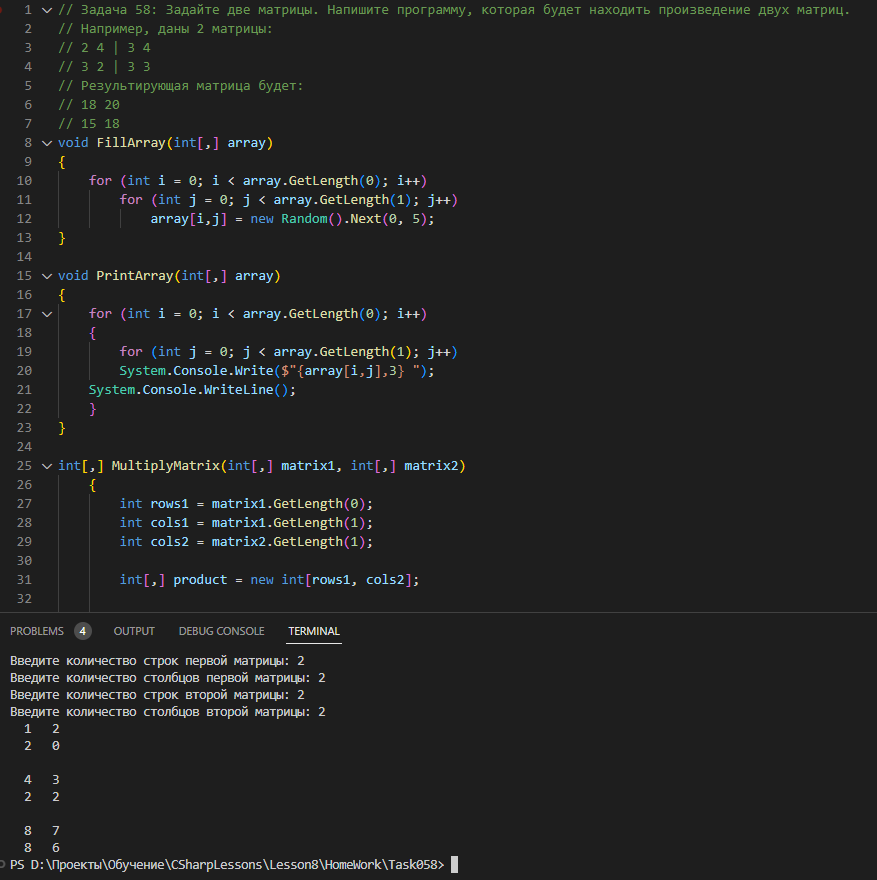 1 // Задача 58: Задайте две матрицы. Напишите программу, которая будет находить произведение двух матриц.
2 // Например, даны 2 матрицы:
3 // 2 4 | 3 4
4 // 3 2 | 3 3
5 // Результирующая матрица будет:
6 // 18 20
7 // 15 18
8 void FillArray(int[,] array)
9 {
10     for (int i = 0; i < array.GetLength(0); i++)
11         for (int j = 0; j < array.GetLength(1); j++)
12             array[i,j] = new Random().Next(0, 5);
13 }
14
15 void PrintArray(int[,] array)
16 {
17     for (int i = 0; i < array.GetLength(0); i++)
18     {
19         for (int j = 0; j < array.GetLength(1); j++)
20         System.Console.Write($"{array[i,j],3} ");
21     System.Console.WriteLine();
22     }
23 }
24
25 int[,] MultiplyMatrix(int[,] matrix1, int[,] matrix2)
26     {
27         int rows1 = matrix1.GetLength(0);
28         int cols1 = matrix1.GetLength(1);
29         int cols2 = matrix2.GetLength(1);
30
31         int[,] product = new int[rows1, cols2];
32
PROBLEMS 4 OUTPUT DEBUG CONSOLE TERMINAL
Введите количество строк первой матрицы: 2
Введите количество столбцов первой матрицы: 2
Введите количество строк второй матрицы: 2
Введите количество столбцов второй матрицы: 2
  1   2
  2   0

  4   3
  2   2

  8   7
  8   6
PS D:\Проекты\Обучение\CSharpLessons\Lesson8\HomeWork\Task058>